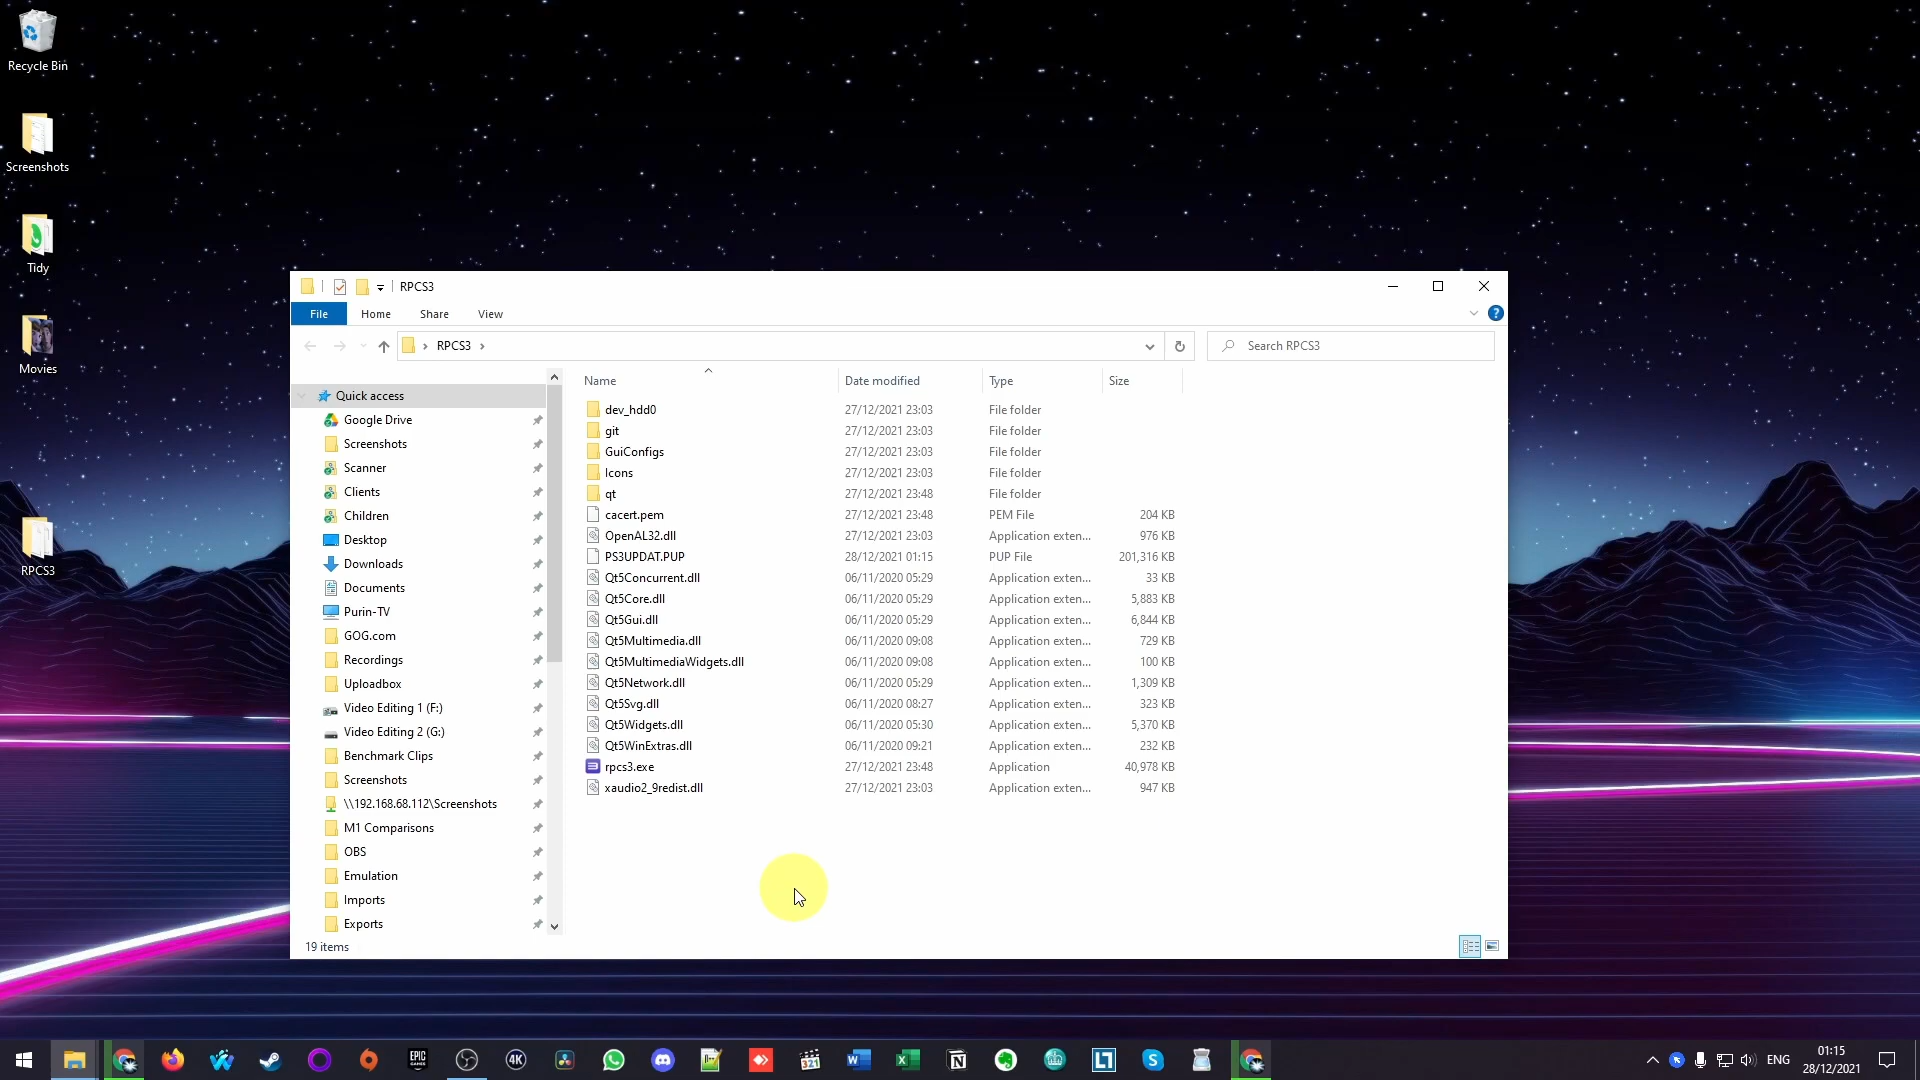 Recycle Bin
Screenshots
Tidy
Movies
RPCS3
RPCS3
File Home Share View
RPCS3
Search RPCS3
Name Date modified Type Size
Quick access
Google Drive
Screenshots
Scanner
Clients
Children
Desktop
Downloads
Documents
Purin-TV
GOG.com
Recordings
Uploadbox
Video Editing 1 (F:)
Video Editing 2 (G:)
Benchmark Clips
Screenshots
\\192.168.68.112\Screenshots
M1 Comparisons
OBS
Emulation
Imports
Exports
dev_hdd0 27/12/2021 23:03 File folder
git 27/12/2021 23:03 File folder
GuiConfigs 27/12/2021 23:03 File folder
Icons 27/12/2021 23:03 File folder
qt 27/12/2021 23:48 File folder
cacert.pem 27/12/2021 23:48 PEM File 204 KB
OpenAL32.dll 27/12/2021 23:03 Application exten... 976 KB
PS3UPDAT.PUP 28/12/2021 01:15 PUP File 201,316 KB
Qt5Concurrent.dll 06/11/2020 05:29 Application exten... 33 KB
Qt5Core.dll 06/11/2020 05:29 Application exten... 5,883 KB
Qt5Gui.dll 06/11/2020 05:29 Application exten... 6,844 KB
Qt5Multimedia.dll 06/11/2020 09:08 Application exten... 729 KB
Qt5MultimediaWidgets.dll 06/11/2020 09:08 Application exten... 100 KB
Qt5Network.dll 06/11/2020 05:29 Application exten... 1,309 KB
Qt5Svg.dll 06/11/2020 08:27 Application exten... 323 KB
Qt5Widgets.dll 06/11/2020 05:30 Application exten... 5,370 KB
Qt5WinExtras.dll 06/11/2020 09:21 Application exten... 232 KB
rpcs3.exe 27/12/2021 23:48 Application 40,978 KB
xaudio2_9redist.dll 27/12/2021 23:03 Application exten... 947 KB
19 items
EPIC
GAMES
4K
321
ENG
01:15
28/12/2021